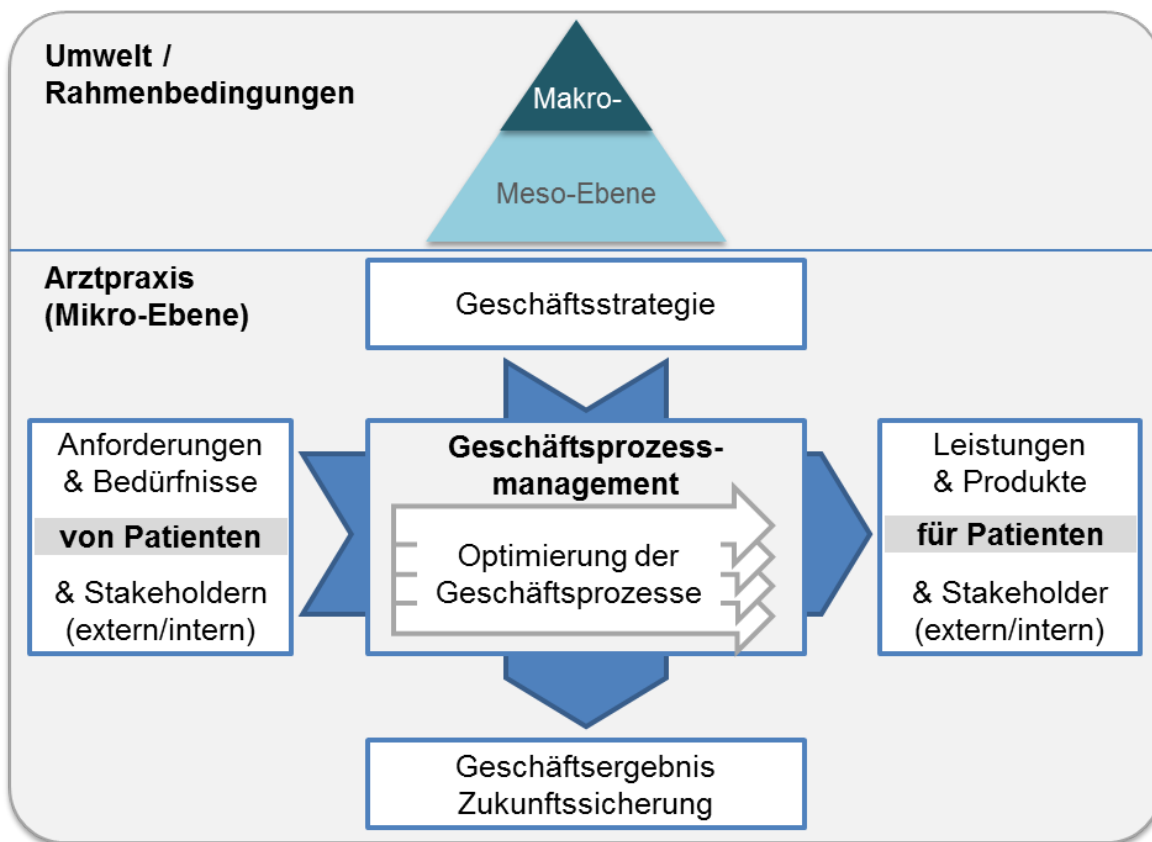 Umwelt /
Rahmenbedingungen
Makro-
Meso-Ebene
Arztpraxis
(Mikro-Ebene)
Geschäftsstrategie
Anforderungen
& Bedürfnisse
von Patienten
& Stakeholdern
(extern/intern)
Geschäftsprozess-
management
Optimierung der
Geschäftsprozesse
Leistungen
& Produkte
für Patienten
& Stakeholder
(extern/intern)
Geschäftsergebnis
Zukunftssicherung